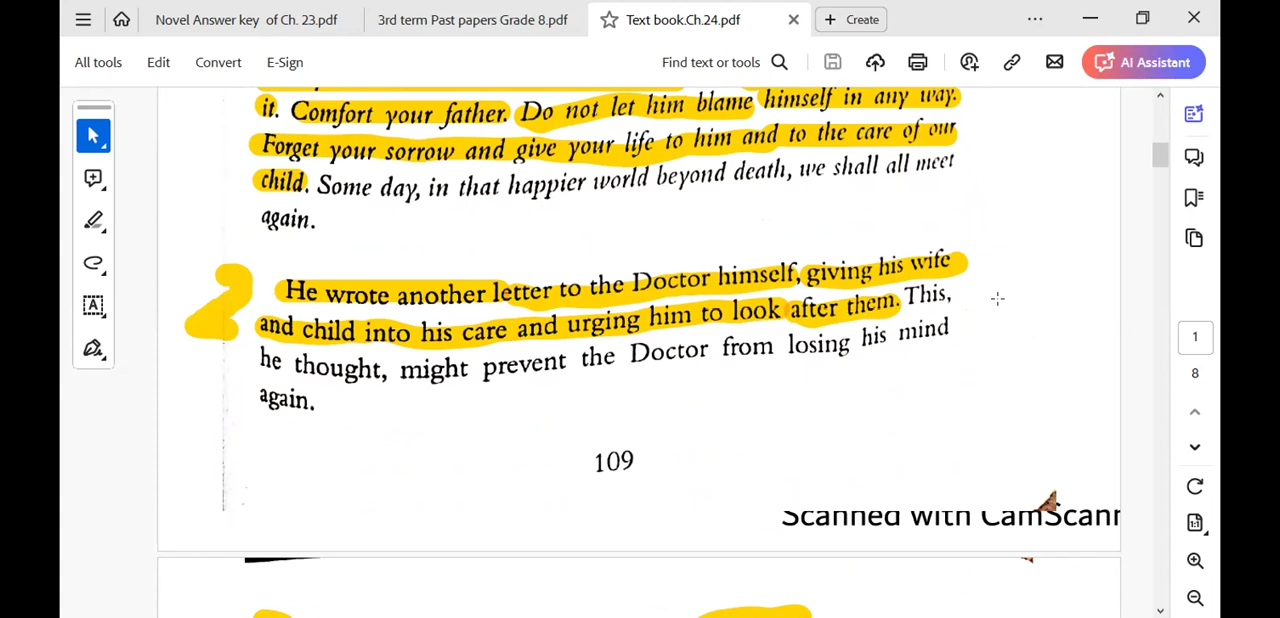 Novel Answer key of Ch. 23.pdf
3rd term Past papers Grade 8.pdf
Text book.Ch.24.pdf
Create
All tools
Edit
Convert
E-Sign
Find text or tools
AI Assistant
it. Comfort your father. Do not let him blame himself in any way.
Forget your sorrow and give your life to him and to the care of our
child. Some day, in that happier world beyond death, we shall all meet
again.
2
He wrote another letter to the Doctor himself, giving his wife
and child into his care and urging him to look after them. This,
he thought, might prevent the Doctor from losing his mind
again.
109
Scanned with CamScann
1
8